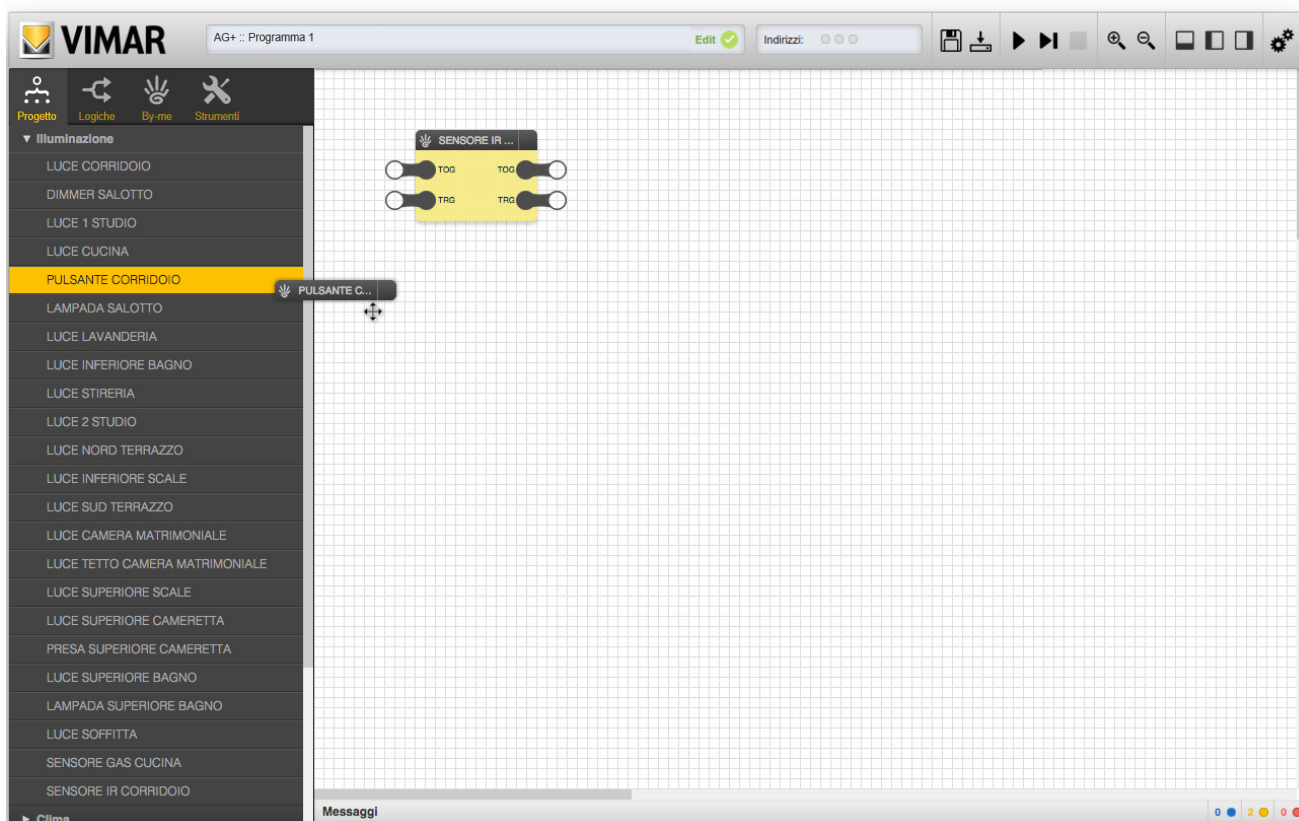 VIMAR
AG+ :: Programma 1
Edit
Indirizzi:
Progetto
Logiche
By-me
Strumenti
▼ Illuminazione
LUCE CORRIDOIO
DIMMER SALOTTO
LUCE 1 STUDIO
LUCE CUCINA
PULSANTE CORRIDOIO
LAMPADA SALOTTO
LUCE LAVANDERIA
LUCE INFERIORE BAGNO
LUCE STIRERIA
LUCE 2 STUDIO
LUCE NORD TERRAZZO
LUCE INFERIORE SCALE
LUCE SUD TERRAZZO
LUCE CAMERA MATRIMONIALE
LUCE TETTO CAMERA MATRIMONIALE
LUCE SUPERIORE SCALE
LUCE SUPERIORE CAMERETTA
PRESA SUPERIORE CAMERETTA
LUCE SUPERIORE BAGNO
LAMPADA SUPERIORE BAGNO
LUCE SOFFITTA
SENSORE GAS CUCINA
SENSORE IR CORRIDOIO
► Clima
SENSORE IR ...
TOG TOG
TRG TRG
PULSANTE C...
Messaggi
0 2 0